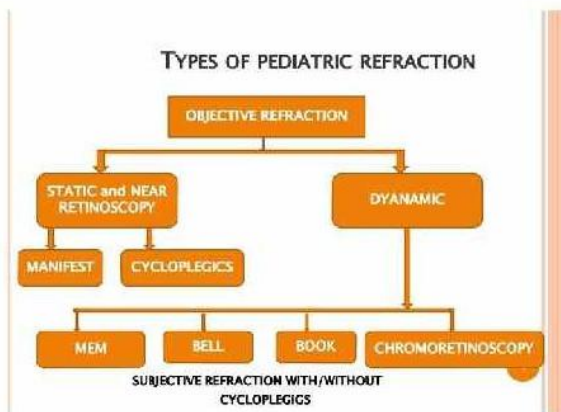 TYPES OF PEDIATRIC REFRACTION
OBJECTIVE REFRACTION
STATIC and NEAR
RETINOSCOPY
DYANAMIC
MANIFEST
CYCLOPLEGICS
MEM
BELL
BOOK
CHROMORETINOSCOPY
SUBJECTIVE REFRACTION WITH/WITHOUT
CYCLOPLEGIGS